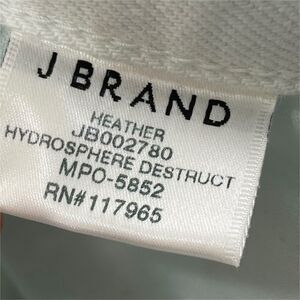 J BRAND
HEATHER
JB002780
HYDROSPHERE DESTRUCT
MPO-5852
RN#117965